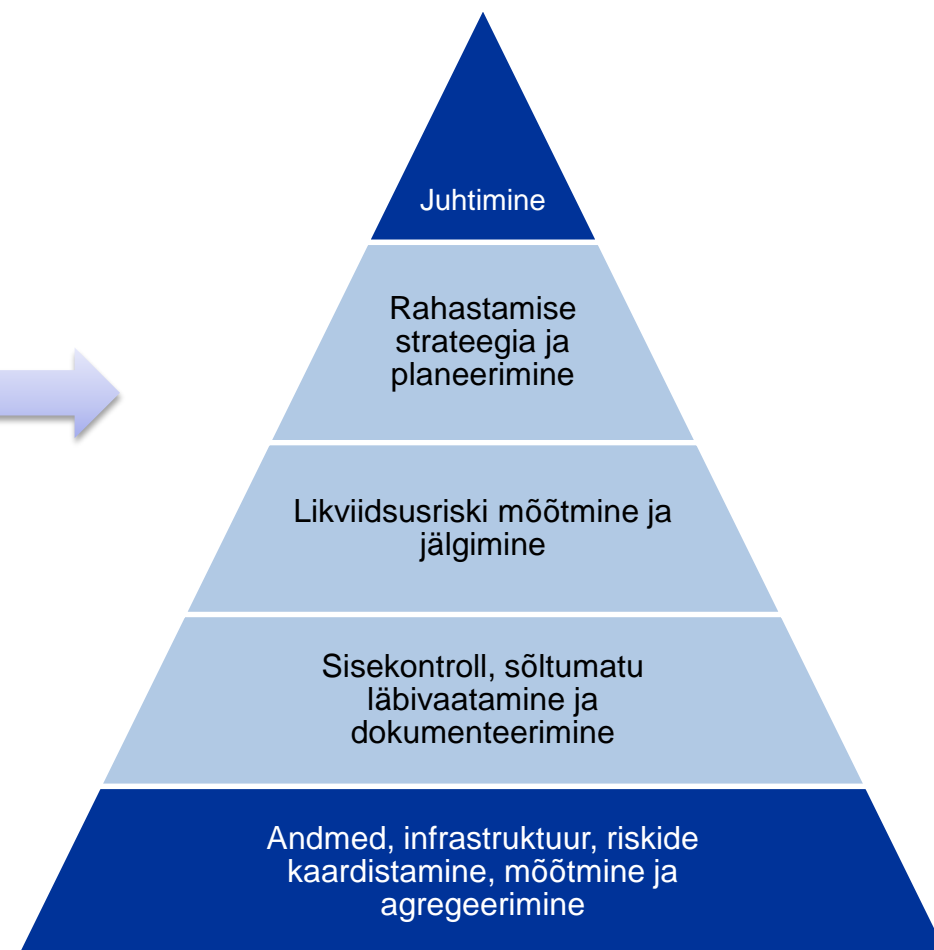 Juhtimine
Rahastamise
strateegia ja
planeerimine
Likviidsusriski mõõtmine ja
jälgimine
Sisekontroll, sõltumatu
läbivaatamine ja
dokumenteerimine
Andmed, infrastruktuur, riskide
kaardistamine, mõõtmine ja
agregeerimine